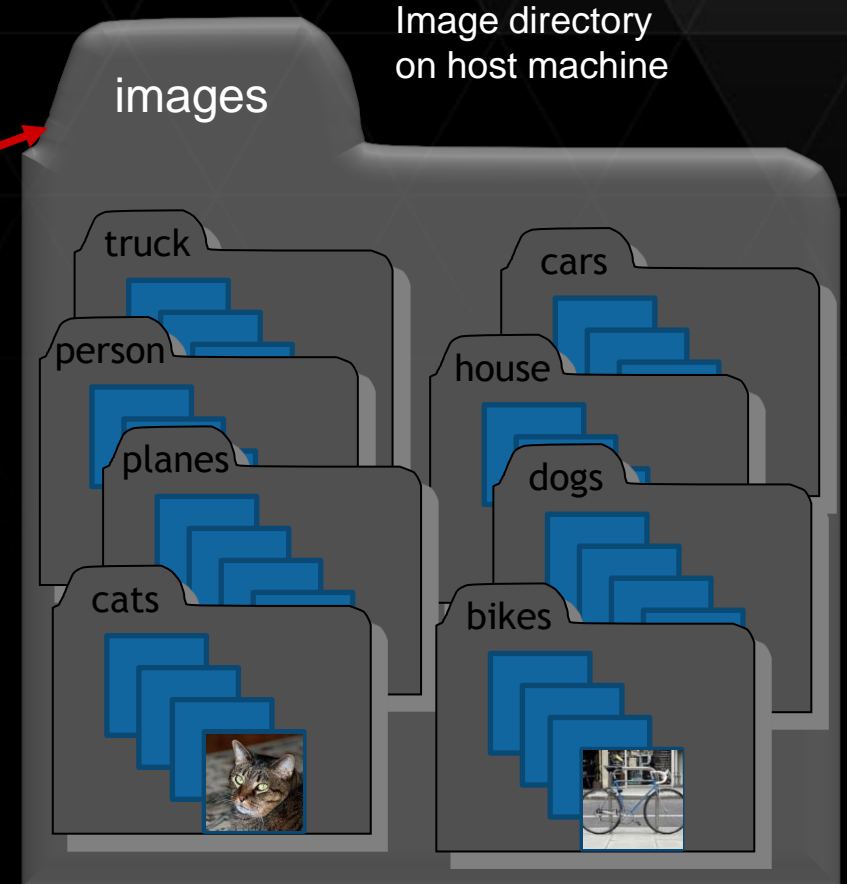 Image directory
on host machine
images
truck
cars
person
house
planes
dogs
cats
bikes